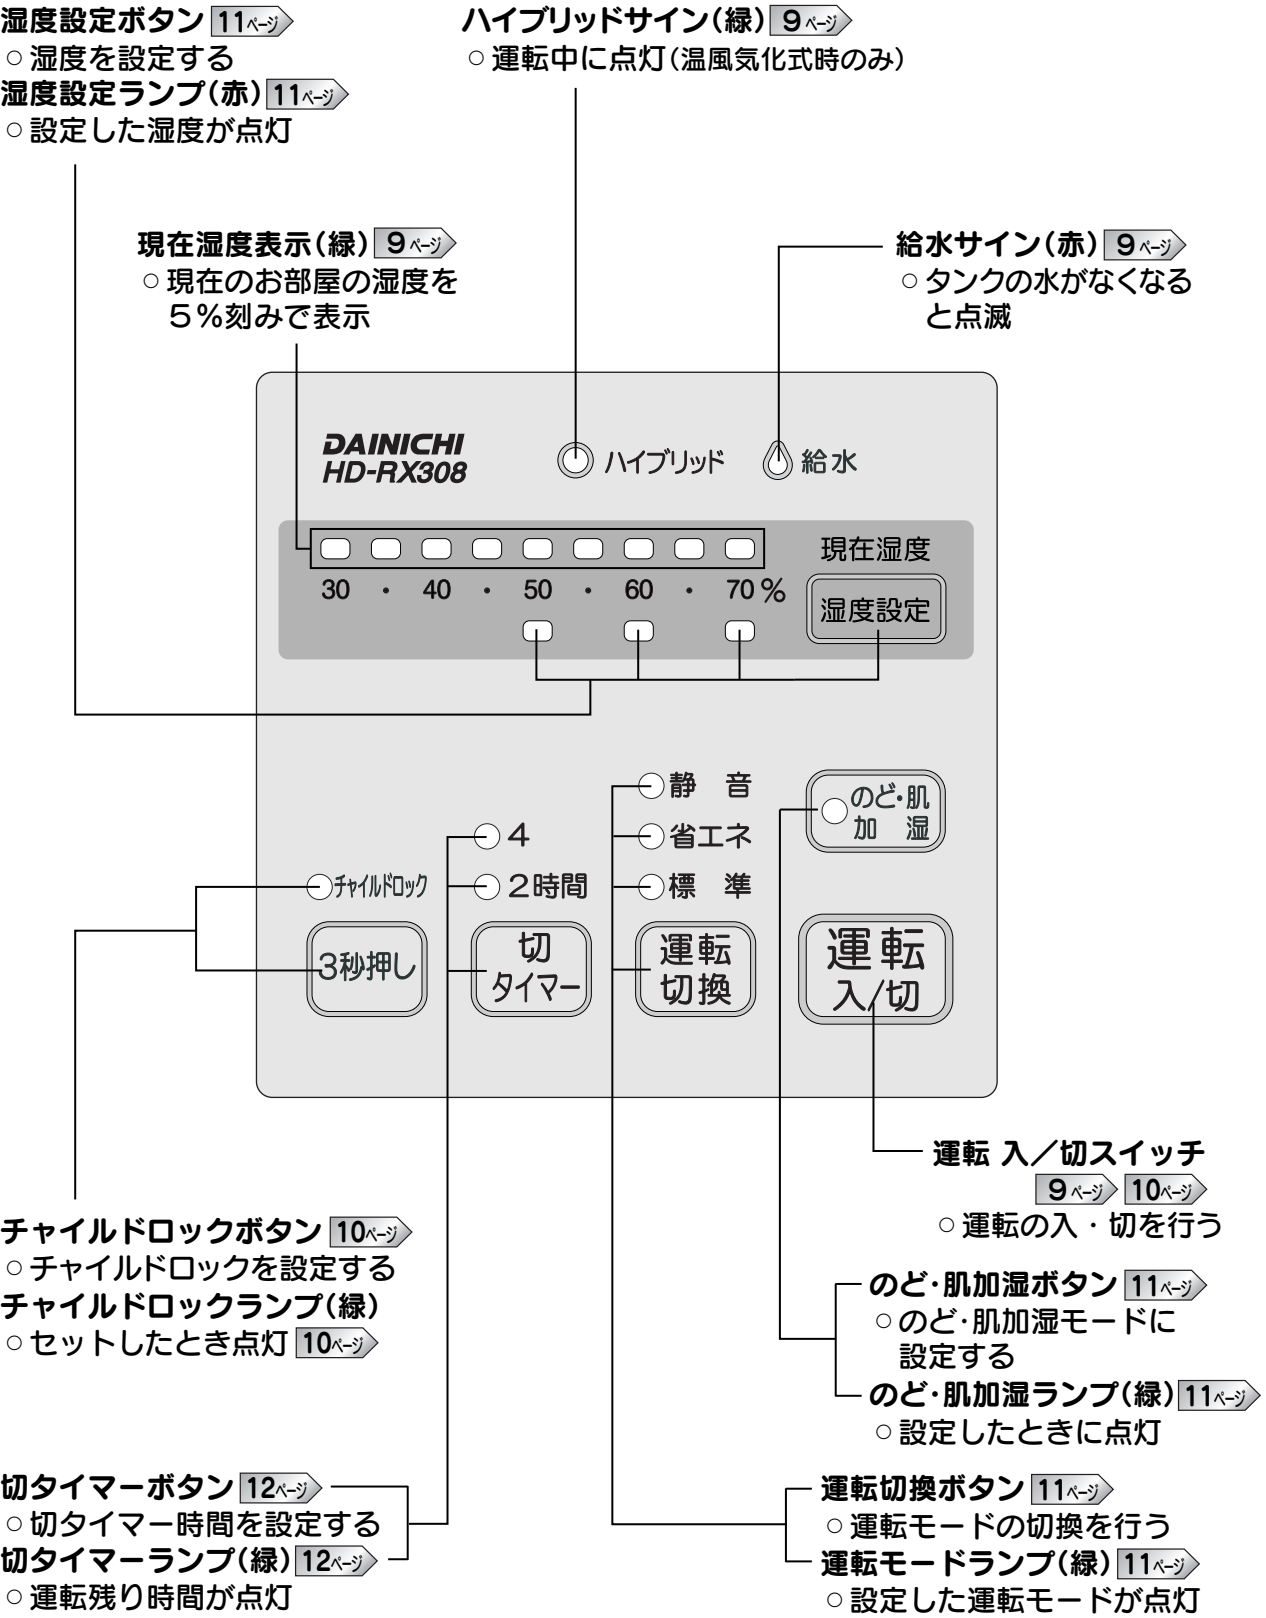 湿度設定ボタン 11ページ
○湿度を設定する
湿度設定ランプ(赤) 11ページ
○設定した湿度が点灯
ハイブリッドサイン(緑) 9ページ
○運転中に点灯(温風気化式時のみ)
現在湿度表示(緑) 9ページ
○現在のお部屋の湿度を
5%刻みで表示
給水サイン(赤) 9ページ
○タンクの水がなくなる
と点滅
DAINICHI
HD-RX308
ハイブリッド
給水
現在湿度
30 ・ 40 ・ 50 ・ 60 ・ 70%
湿度設定
静 音
省エネ
標 準
のど・肌
加 湿
4
2時間
チャイルドロック
3秒押し
切
タイマー
運転
切換
運転
入/切
運転 入/切スイッチ
9ページ 10ページ
○運転の入・切を行う
チャイルドロックボタン 10ページ
○チャイルドロックを設定する
チャイルドロックランプ(緑)
○セットしたとき点灯 10ページ
のど・肌加湿ボタン 11ページ
○のど・肌加湿モードに
設定する
のど・肌加湿ランプ(緑) 11ページ
○設定したときに点灯
切タイマーボタン 12ページ
○切タイマー時間を設定する
切タイマーランプ(緑) 12ページ
○運転残り時間が点灯
運転切換ボタン 11ページ
○運転モードの切換を行う
運転モードランプ(緑) 11ページ
○設定した運転モードが点灯